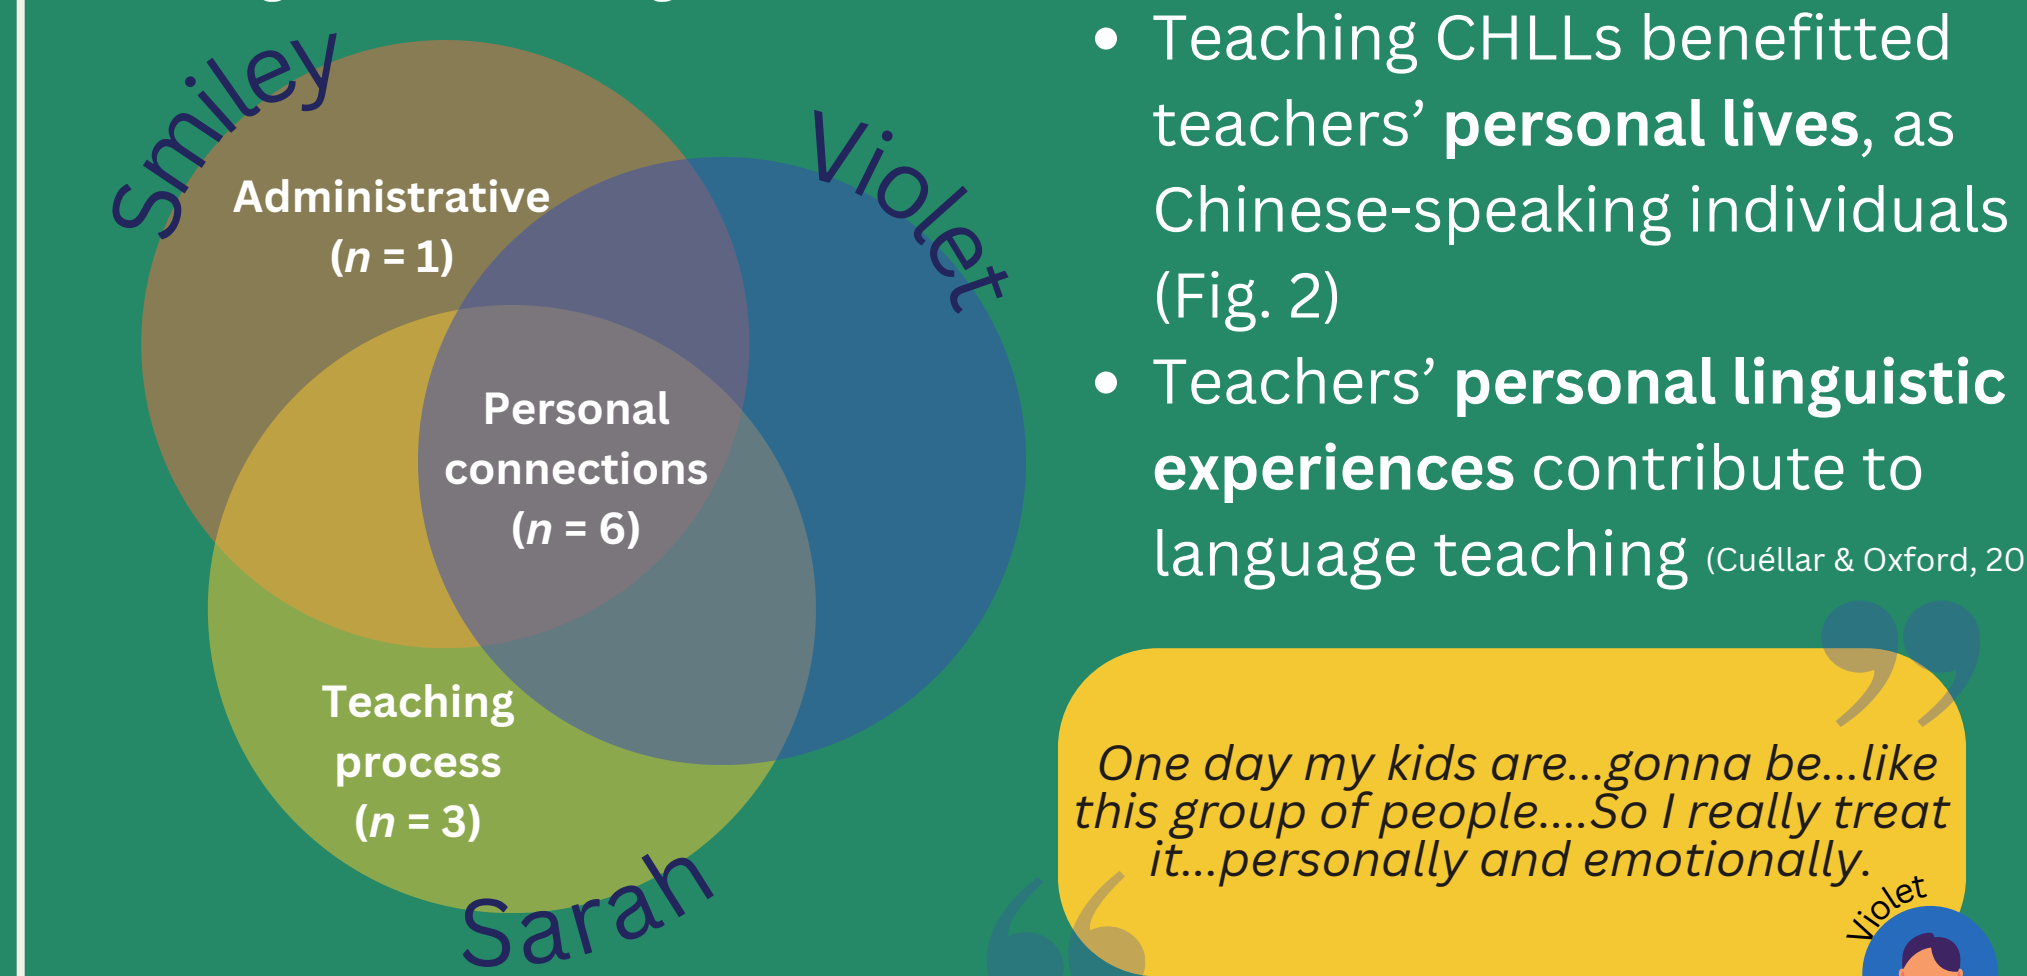 Smiley
Violet
Administrative
(n = 1)
Personal
connections
(n = 6)
Teaching
process
(n = 3)
Sarah
• Teaching CHLLs benefitted
teachers’ personal lives, as
Chinese-speaking individuals
(Fig. 2)
• Teachers’ personal linguistic
experiences contribute to
language teaching (Cuéllar & Oxford, 20
”
One day my kids are...gonna be...like
this group of people....So I really treat
it...personally and emotionally.
“
Violet